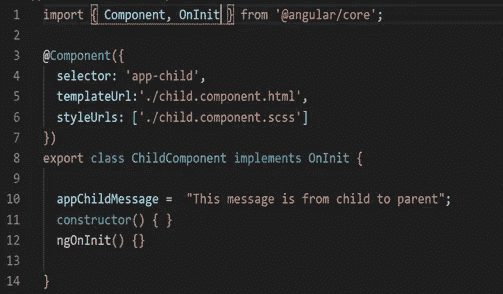 1 import { Component, OnInit } from '@angular/core';
2
3 @Component({
4 selector: 'app-child',
5 templateUrl:'./child.component.html',
6 styleUrls: ['./child.component.scss']
7 })
8 export class ChildComponent implements OnInit {
9
10 appChildMessage = "This message is from child to parent";
11 constructor() { }
12 ngOnInit() {}
13
14 }